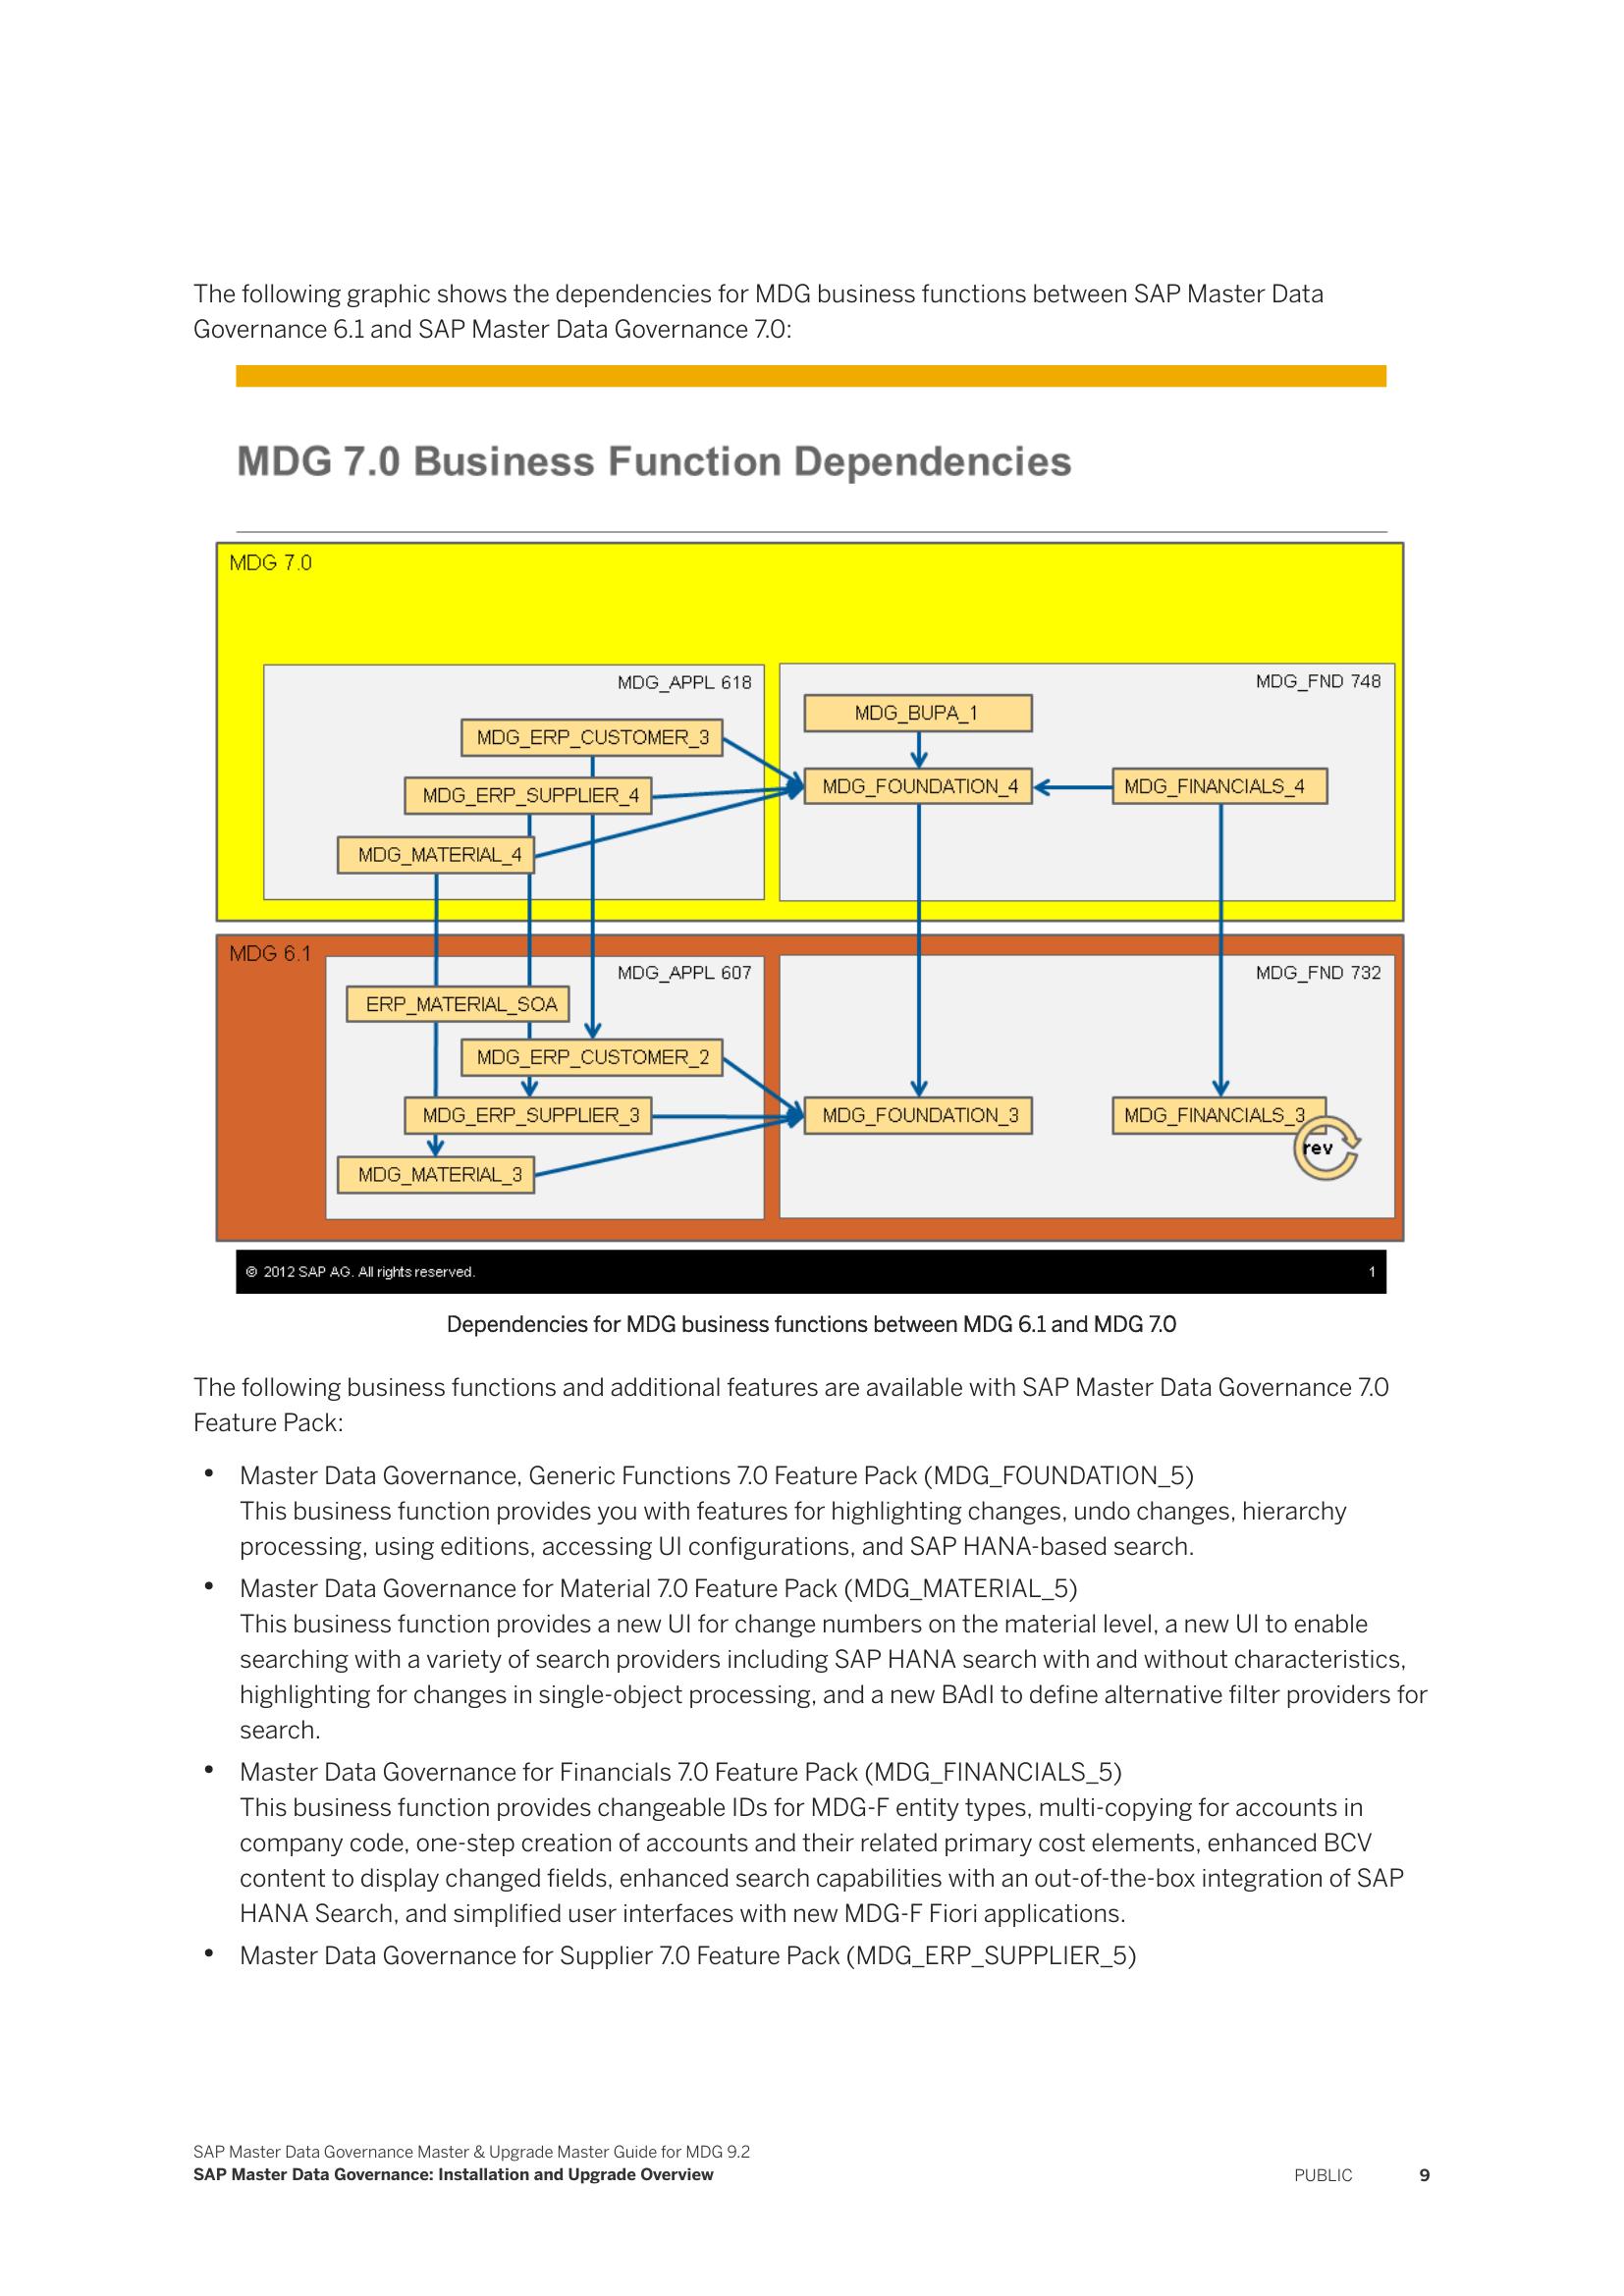 The following graphic shows the dependencies for MDG business functions between SAP Master Data
Governance 6.1 and SAP Master Data Governance 7.0:
MDG 7.0 Business Function Dependencies
MDG 7.0
MDG_APPL 618
MDG_FND 748
MDG_BUPA_1
MDG_ERP_CUSTOMER_3
MDG_ERP_SUPPLIER_4
MDG_FOUNDATION_4
MDG_FINANCIALS_4
MDG_MATERIAL_4
MDG 6.1
MDG_APPL 607
MDG_FND 732
ERP_MATERIAL_SOA
MDG_ERP_CUSTOMER_2
MDG_ERP_SUPPLIER_3
MDG_FOUNDATION_3
MDG_FINANCIALS_3
rev
MDG_MATERIAL_3
© 2012 SAP AG. All rights reserved.
1
Dependencies for MDG business functions between MDG 6.1 and MDG 7.0
The following business functions and additional features are available with SAP Master Data Governance 7.0
Feature Pack:
• Master Data Governance, Generic Functions 7.0 Feature Pack (MDG_FOUNDATION_5)
This business function provides you with features for highlighting changes, undo changes, hierarchy
processing, using editions, accessing UI configurations, and SAP HANA-based search.
• Master Data Governance for Material 7.0 Feature Pack (MDG_MATERIAL_5)
This business function provides a new UI for change numbers on the material level, a new UI to enable
searching with a variety of search providers including SAP HANA search with and without characteristics,
highlighting for changes in single-object processing, and a new BAdI to define alternative filter providers for
search.
• Master Data Governance for Financials 7.0 Feature Pack (MDG_FINANCIALS_5)
This business function provides changeable IDs for MDG-F entity types, multi-copying for accounts in
company code, one-step creation of accounts and their related primary cost elements, enhanced BCV
content to display changed fields, enhanced search capabilities with an out-of-the-box integration of SAP
HANA Search, and simplified user interfaces with new MDG-F Fiori applications.
• Master Data Governance for Supplier 7.0 Feature Pack (MDG_ERP_SUPPLIER_5)
SAP Master Data Governance Master & Upgrade Master Guide for MDG 9.2
SAP Master Data Governance: Installation and Upgrade Overview
PUBLIC
9